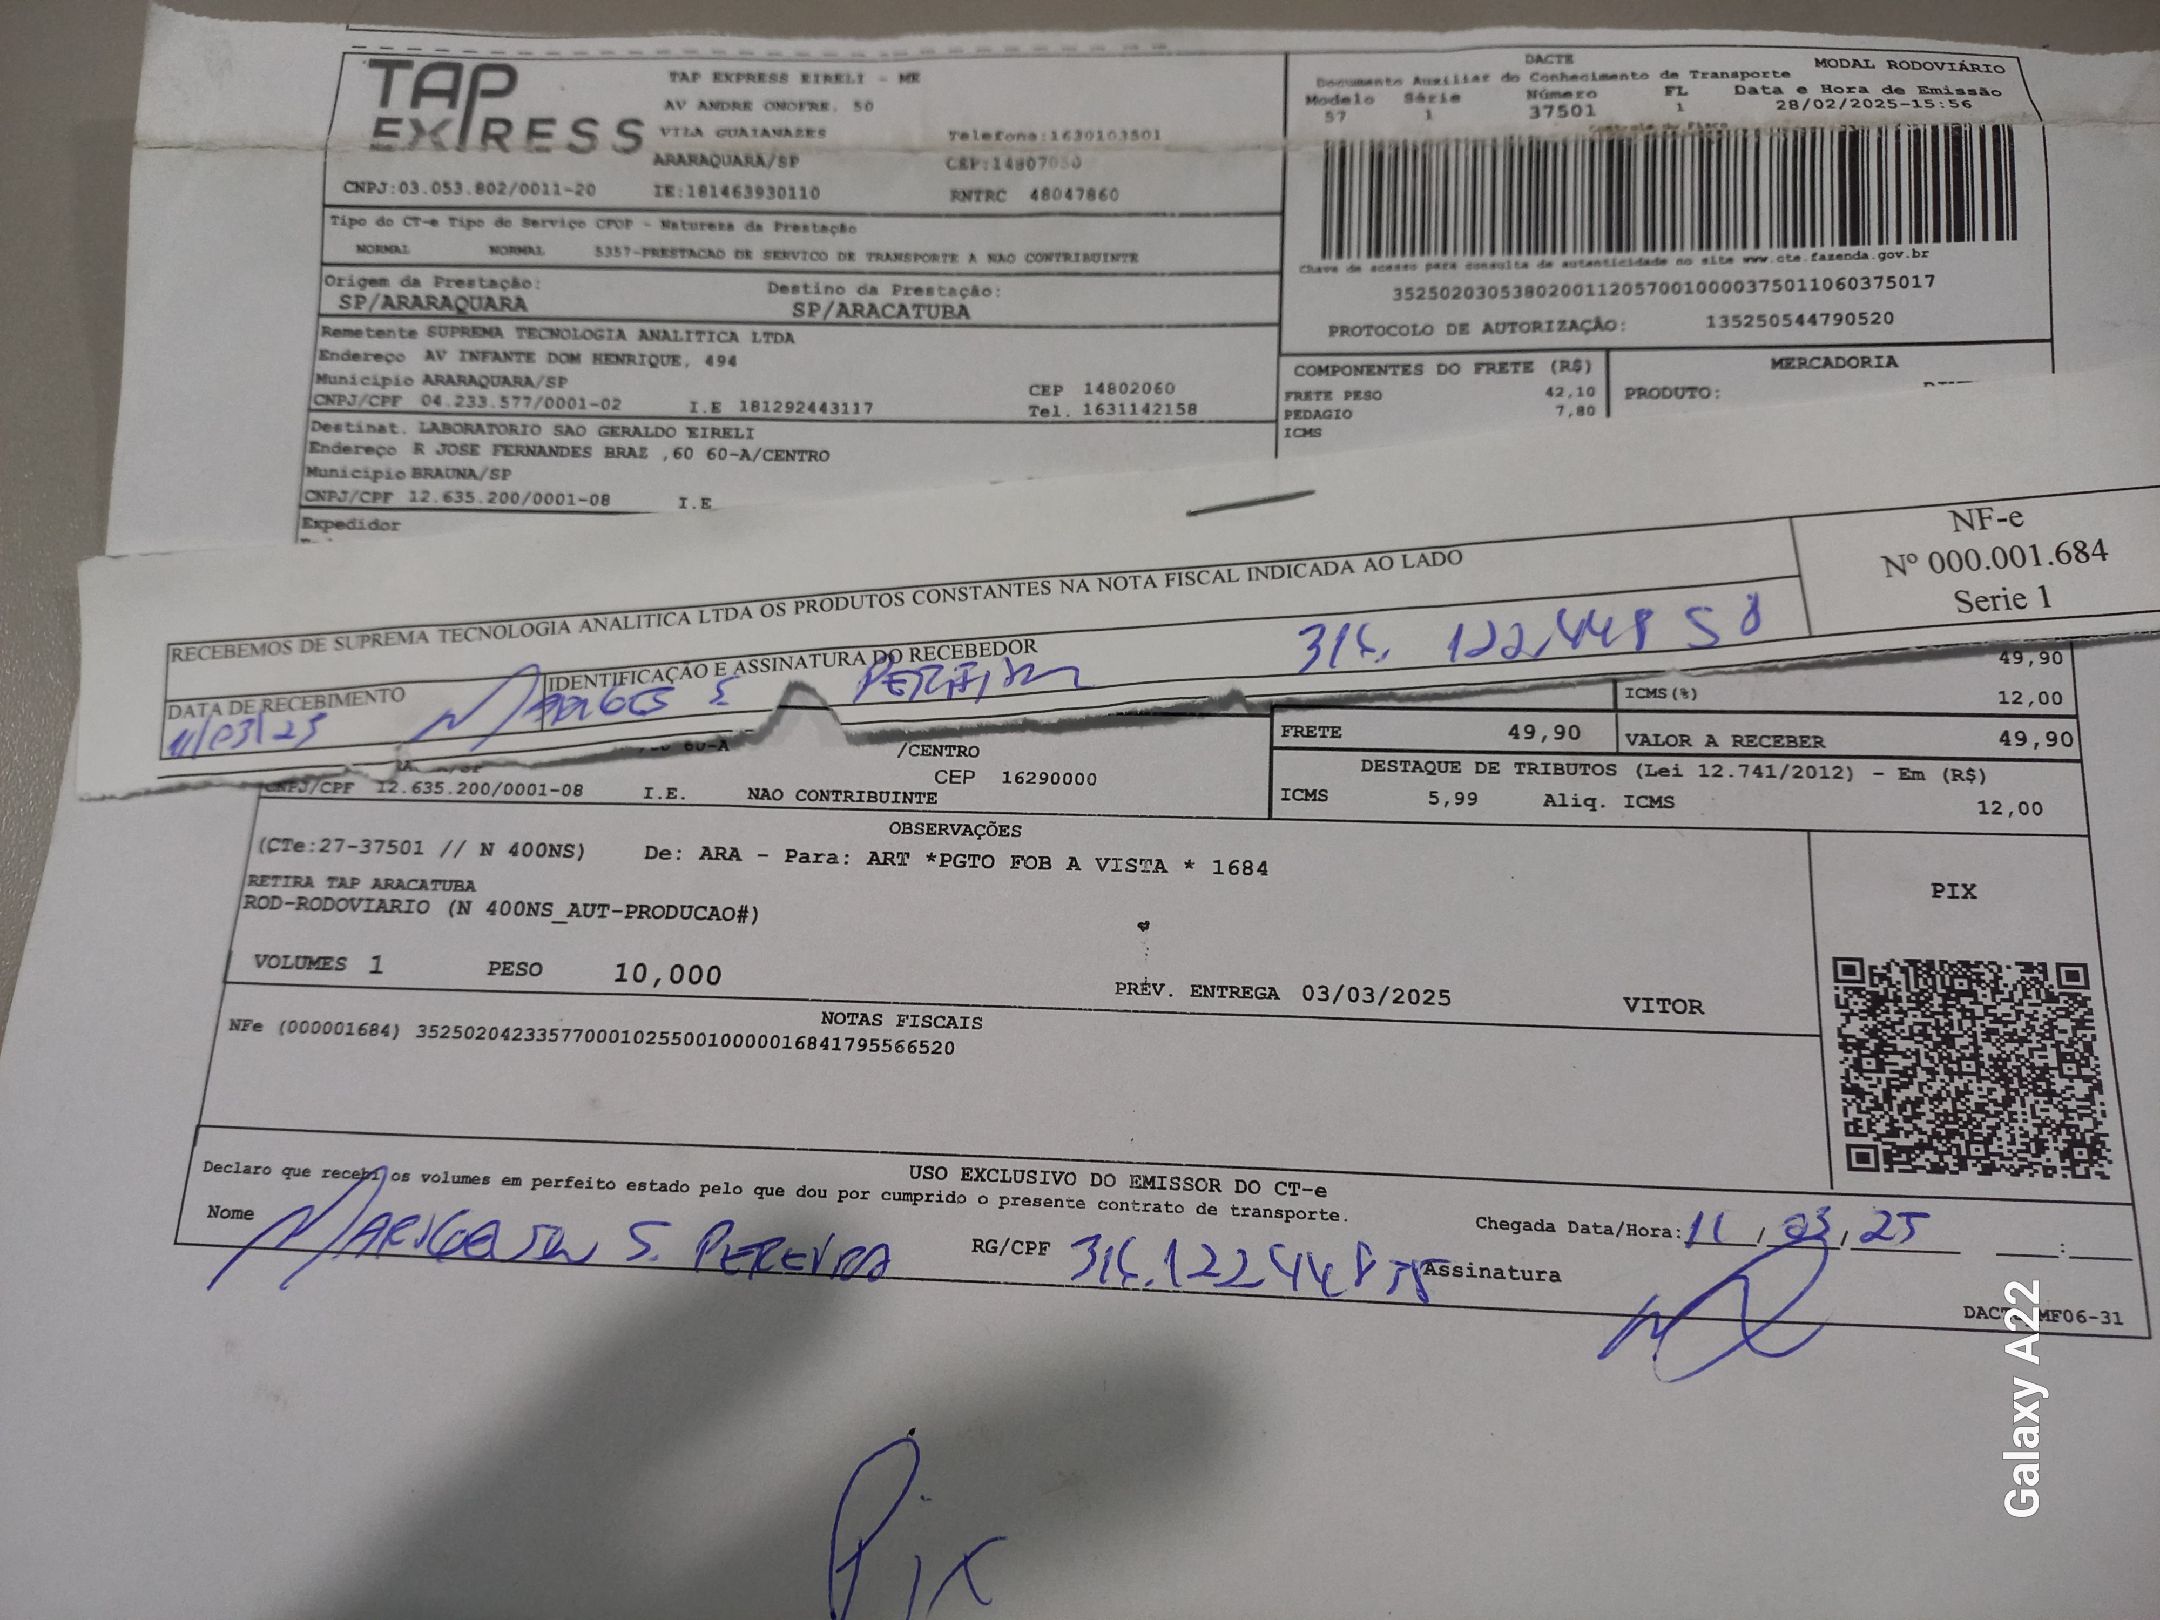 TAP EXPRESS
TAP EXPRESS EIRELI - ME
AV ANDRE ONOFRE, 50
VILA GUAIANAZES Telefone:1630103501
ARARAQUARA/SP CEP:14807050
CNPJ:03.053.802/0011-20 IE:181463930110 RNTRC 48047860
DACTE MODAL RODOVIÁRIO
Documento Auxiliar do Conhecimento de Transporte
Modelo Série Número FL Data e Hora de Emissão
57 1 37501 1 28/02/2025-15:56
Controle do Fisco
Chave de acesso para consulta de autenticidade no site www.cte.fazenda.gov.br
35250203053802001120570010000375011060375017
PROTOCOLO DE AUTORIZAÇÃO: 135250544790520
Tipo do CT-e Tipo do Serviço CFOP - Natureza da Prestação
NORMAL NORMAL 5357-PRESTACAO DE SERVICO DE TRANSPORTE A NAO CONTRIBUINTE
Origem da Prestação: Destino da Prestação:
SP/ARARAQUARA SP/ARACATUBA
Remetente SUPREMA TECNOLOGIA ANALITICA LTDA
Endereço AV INFANTE DOM HENRIQUE, 494
Municipio ARARAQUARA/SP CEP 14802060
CNPJ/CPF 04.233.577/0001-02 I.E 181292443117 Tel. 1631142158
COMPONENTES DO FRETE (R$) MERCADORIA
FRETE PESO 42,10 PRODUTO:
PEDAGIO 7,80
ICMS
Destinat. LABORATORIO SAO GERALDO EIRELI
Endereço R JOSE FERNANDES BRAZ ,60 60-A/CENTRO
Municipio BRAUNA/SP
CNPJ/CPF 12.635.200/0001-08 I.E
Expedidor
RECEBEMOS DE SUPREMA TECNOLOGIA ANALITICA LTDA OS PRODUTOS CONSTANTES NA NOTA FISCAL INDICADA AO LADO
NF-e
Nº 000.001.684
Serie 1
DATA DE RECEBIMENTO IDENTIFICAÇÃO E ASSINATURA DO RECEBEDOR
11/03/25 PEREIRA 316.122.448
49,90
ICMS(%) 12,00
FRETE 49,90 VALOR A RECEBER 49,90
60-A /CENTRO
CEP 16290000
CNPJ/CPF 12.635.200/0001-08 I.E. NAO CONTRIBUINTE
DESTAQUE DE TRIBUTOS (Lei 12.741/2012) - Em (R$)
ICMS 5,99 Aliq. ICMS 12,00
OBSERVAÇÕES
(CTe:27-37501 // N 400NS) De: ARA - Para: ART *PGTO FOB A VISTA * 1684
RETIRA TAP ARACATUBA
ROD-RODOVIARIO (N 400NS_AUT-PRODUCAO#)
VOLUMES 1 PESO 10,000 PREV. ENTREGA 03/03/2025 VITOR
PIX
NOTAS FISCAIS
NFe (000001684) 35250204233577000102550010000016841795566520
USO EXCLUSIVO DO EMISSOR DO CT-e
Declaro que recebi os volumes em perfeito estado pelo que dou por cumprido o presente contrato de transporte.
Nome S. PEREIRA RG/CPF 316.122448 Assinatura
Chegada Data/Hora: 11/03/25 __:__
DACTE MF06-31
Pix
Galaxy A22